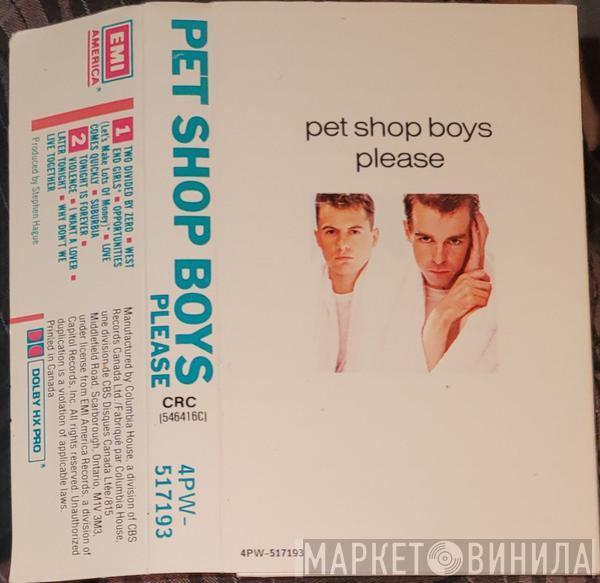 EMI
AMERICA®
1 TWO DIVIDED BY ZERO ■ WEST
END GIRLS* ■ OPPORTUNITIES
(Let's Make Lots Of Money)* ■ LOVE
COMES QUICKLY ■ SUBURBIA
2 TONIGHT IS FOREVER ■
VIOLENCE ■ I WANT A LOVER ■
LATER TONIGHT ■ WHY DON'T WE
LIVE TOGETHER
Produced by Stephen Hague
Manufactured by Columbia House, a division of CBS
Records Canada Ltd./Fabriqué par Columbia House,
une division de CBS Disques Canada Ltée/815
Middlefield Road, Scarborough, Ontario, M1V 3M3,
under license from EMI America Records, a division of
Capitol Records, Inc. All rights reserved. Unauthorized
duplication is a violation of applicable laws.
Printed in Canada
DOLBY HX PRO®
PET SHOP BOYS
PLEASE
CRC
(546416C)
4PW-
517193
pet shop boys
please
4PW-517193
МАРКЕТ ВИНИЛА